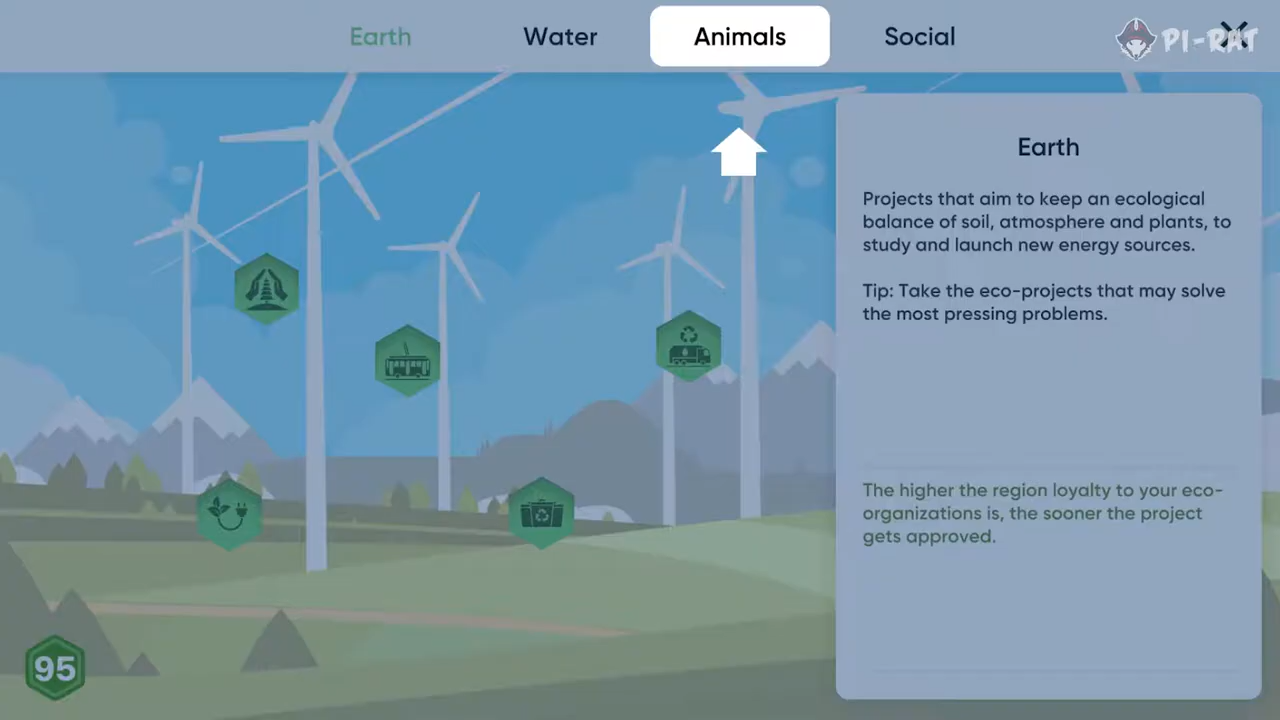 Earth
Water
Animals
Social
PI-RAT
Earth
Projects that aim to keep an ecological
balance of soil, atmosphere and plants, to
study and launch new energy sources.
Tip: Take the eco-projects that may solve
the most pressing problems.
The higher the region loyalty to your eco-
organizations is, the sooner the project
gets approved.
95